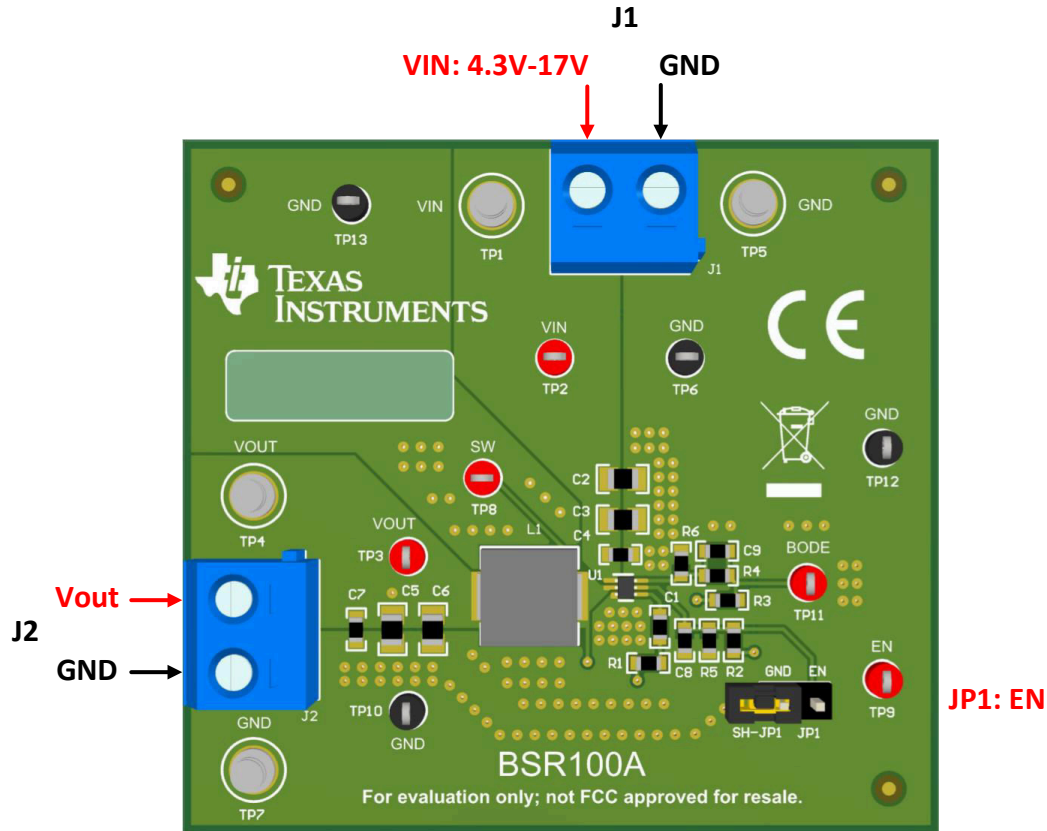 J1
VIN: 4.3V-17V GND
GND
TP13
VIN
TP1
J1
GND
TP5
TEXAS
INSTRUMENTS
CE
VIN
TP2
GND
TP6
GND
TP12
VOUT
TP4
SW
TP8
VOUT
TP3
L1
C2
C3
C4
U1
R6
C9
R4
R3
BODE
TP11
C7 C5 C6
C1
R1
C8 R5 R2
GND EN
SH-JP1 JP1
EN
TP9
Vout
J2
GND
JP1: EN
J2
GND
TP7
TP10
GND
BSR100A
For evaluation only; not FCC approved for resale.